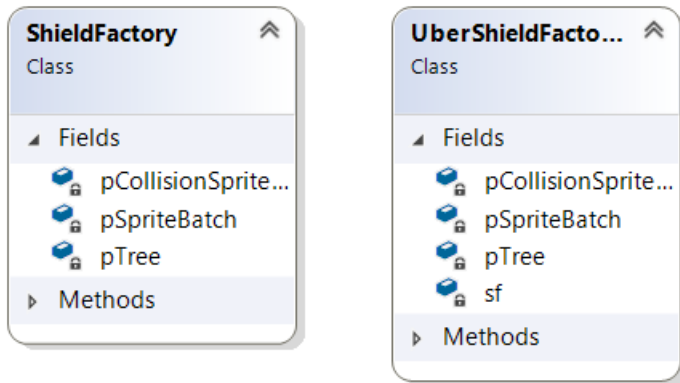 ShieldFactory
Class
Fields
pCollisionSprite...
pSpriteBatch
pTree
Methods
UberShieldFacto...
Class
Fields
pCollisionSprite...
pSpriteBatch
pTree
sf
Methods